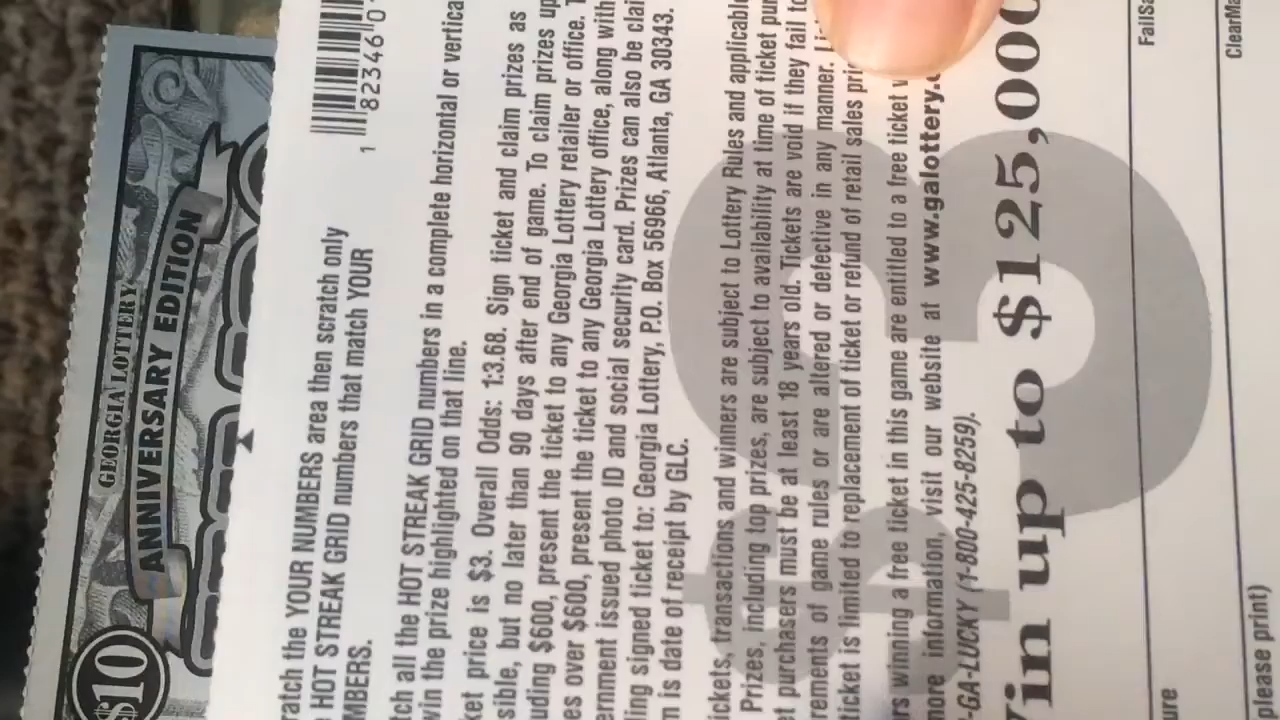 GEORGIA LOTTERY
ANNIVERSARY EDITION
$10
1 82346 0
ratch the YOUR NUMBERS area then scratch only
HOT STREAK GRID numbers that match YOUR
MBERS.
tch all the HOT STREAK GRID numbers in a complete horizontal or vertica
win the prize highlighted on that line.
ket price is $3. Overall Odds: 1:3.68. Sign ticket and claim prizes as
sible, but no later than 90 days after end of game. To claim prizes up
uding $600, present the ticket to any Georgia Lottery retailer or office. T
es over $600, present the ticket to any Georgia Lottery office, along with
ernment issued photo ID and social security card. Prizes can also be clai
ling signed ticket to: Georgia Lottery, P.O. Box 56966, Atlanta, GA 30343.
n is date of receipt by GLC.
ickets, transactions and winners are subject to Lottery Rules and applicable
Prizes, including top prizes, are subject to availability at time of ticket pur
et purchasers must be at least 18 years old. Tickets are void if they fail to
rements of game rules or are altered or defective in any manner. Li
ticket is limited to replacement of ticket or refund of retail sales pri
rs winning a free ticket in this game are entitled to a free ticket v
more information, visit our website at www.galottery.c
-GA-LUCKY (1-800-425-8259).
$3
Win up to $125,000
FailSa
ure
ClearMa
please print)